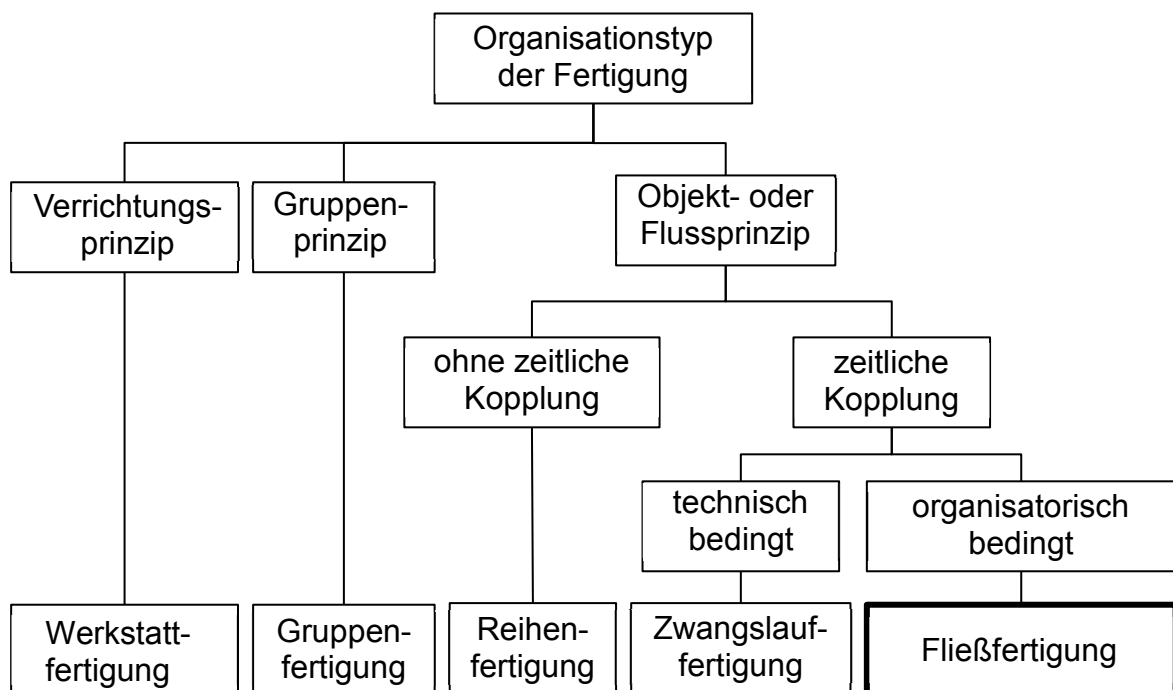 Organisationstyp
der Fertigung
Verrichtungs-
prinzip
Gruppen-
prinzip
Objekt- oder
Flussprinzip
ohne zeitliche
Kopplung
zeitliche
Kopplung
technisch
bedingt
organisatorisch
bedingt
Werkstatt-
fertigung
Gruppen-
fertigung
Reihen-
fertigung
Zwangslauf-
fertigung
Fließfertigung